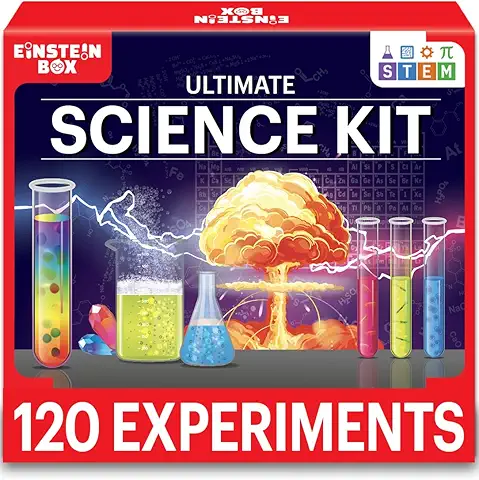 EINSTEIN BOX
EINSTEIN
BOX
STEM
ULTIMATE
SCIENCE KIT
120 EXPERIMENTS